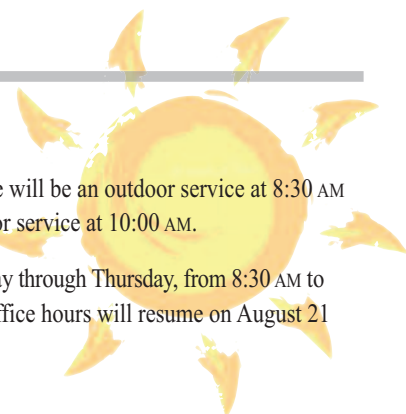 e will be an outdoor service at 8:30 AM
or service at 10:00 AM.
ay through Thursday, from 8:30 AM to
ffice hours will resume on August 21